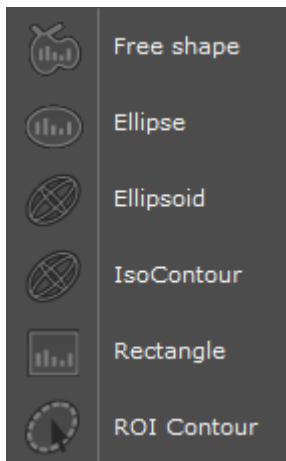 Free shape
Ellipse
Ellipsoid
IsoContour
Rectangle
ROI Contour